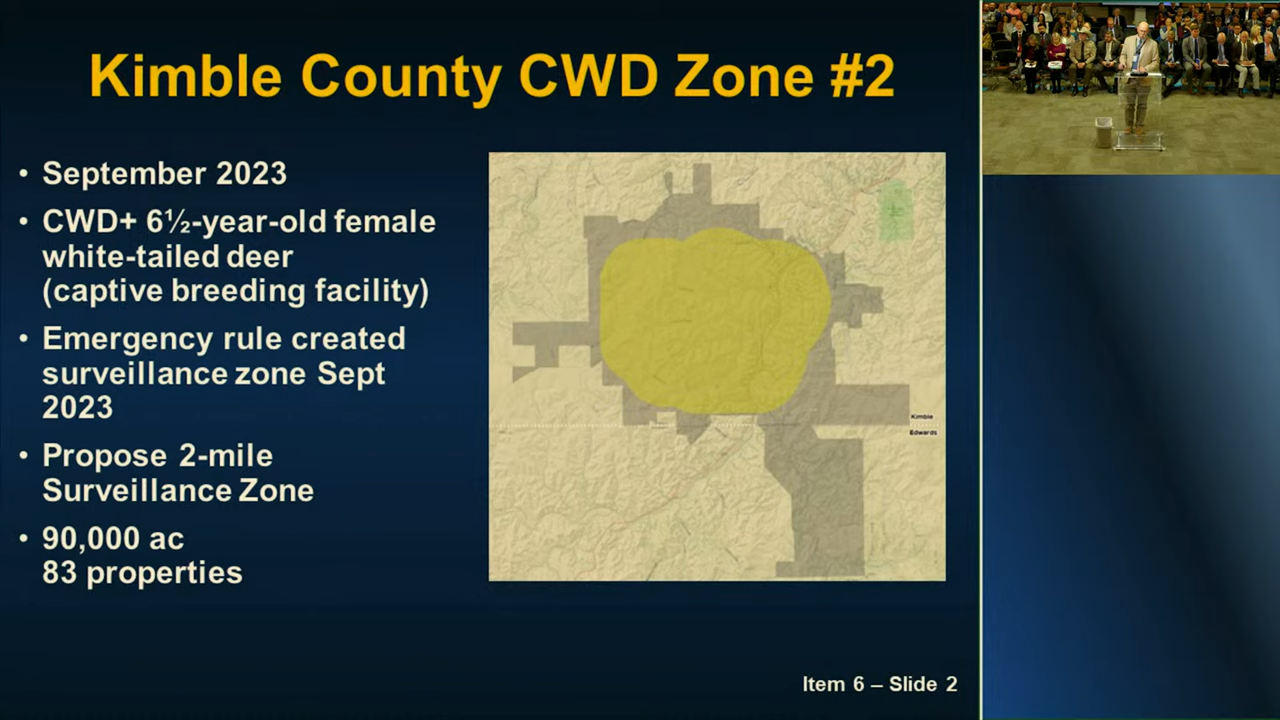 Kimble County CWD Zone #2
• September 2023
• CWD+ 6½-year-old female
white-tailed deer
(captive breeding facility)
• Emergency rule created
surveillance zone Sept
2023
• Propose 2-mile
Surveillance Zone
• 90,000 ac
83 properties
Kimble
Edwards
Item 6 – Slide 2